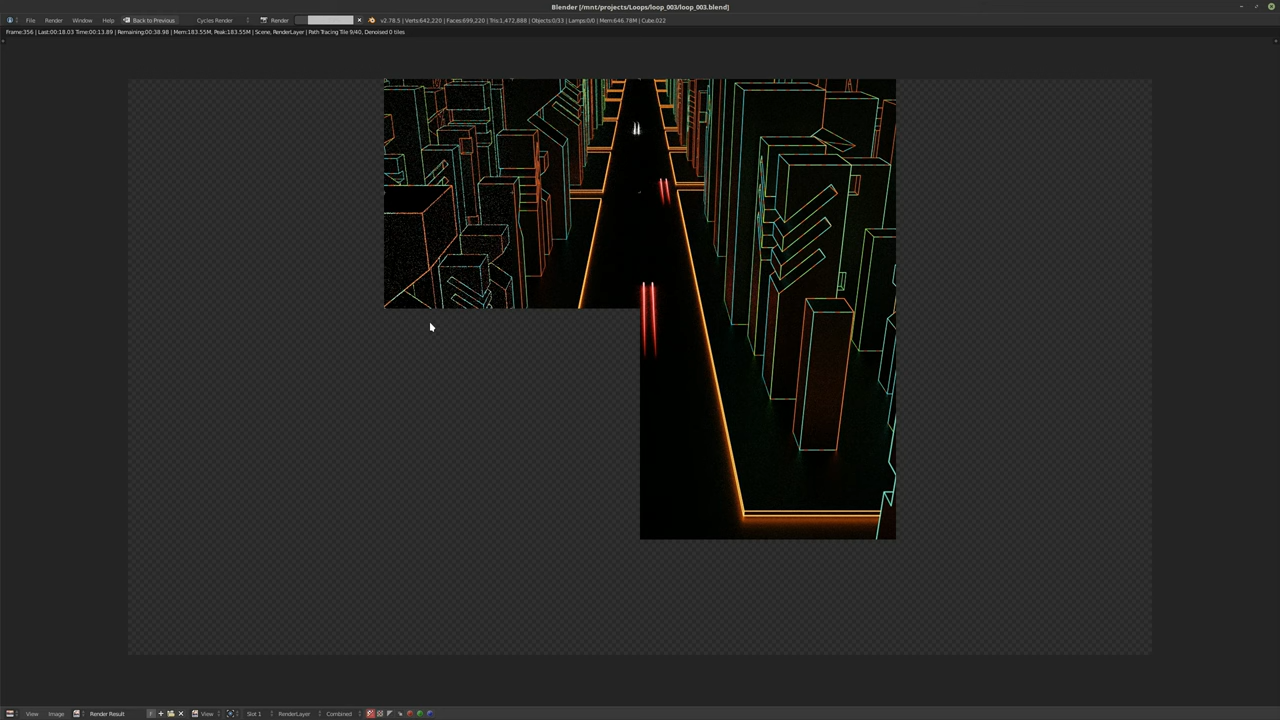 Blender [/mnt/projects/Loops/loop_003/loop_003.blend]
File Render Window Help Back to Previous Cycles Render Render v2.78.5 | Verts:642,220 | Faces:699,220 | Tris:1,472,888 | Objects:0/33 | Lamps:0/0 | Mem:646.78M | Cube.022
Frame:356 | Last:00:18.03 Time:00:13.89 | Remaining:00:38.98 | Mem:183.55M, Peak:183.55M | Scene, RenderLayer | Path Tracing Tile 9/40, Denoised 0 tiles
View Image Render Result F View Slot 1 RenderLayer Combined